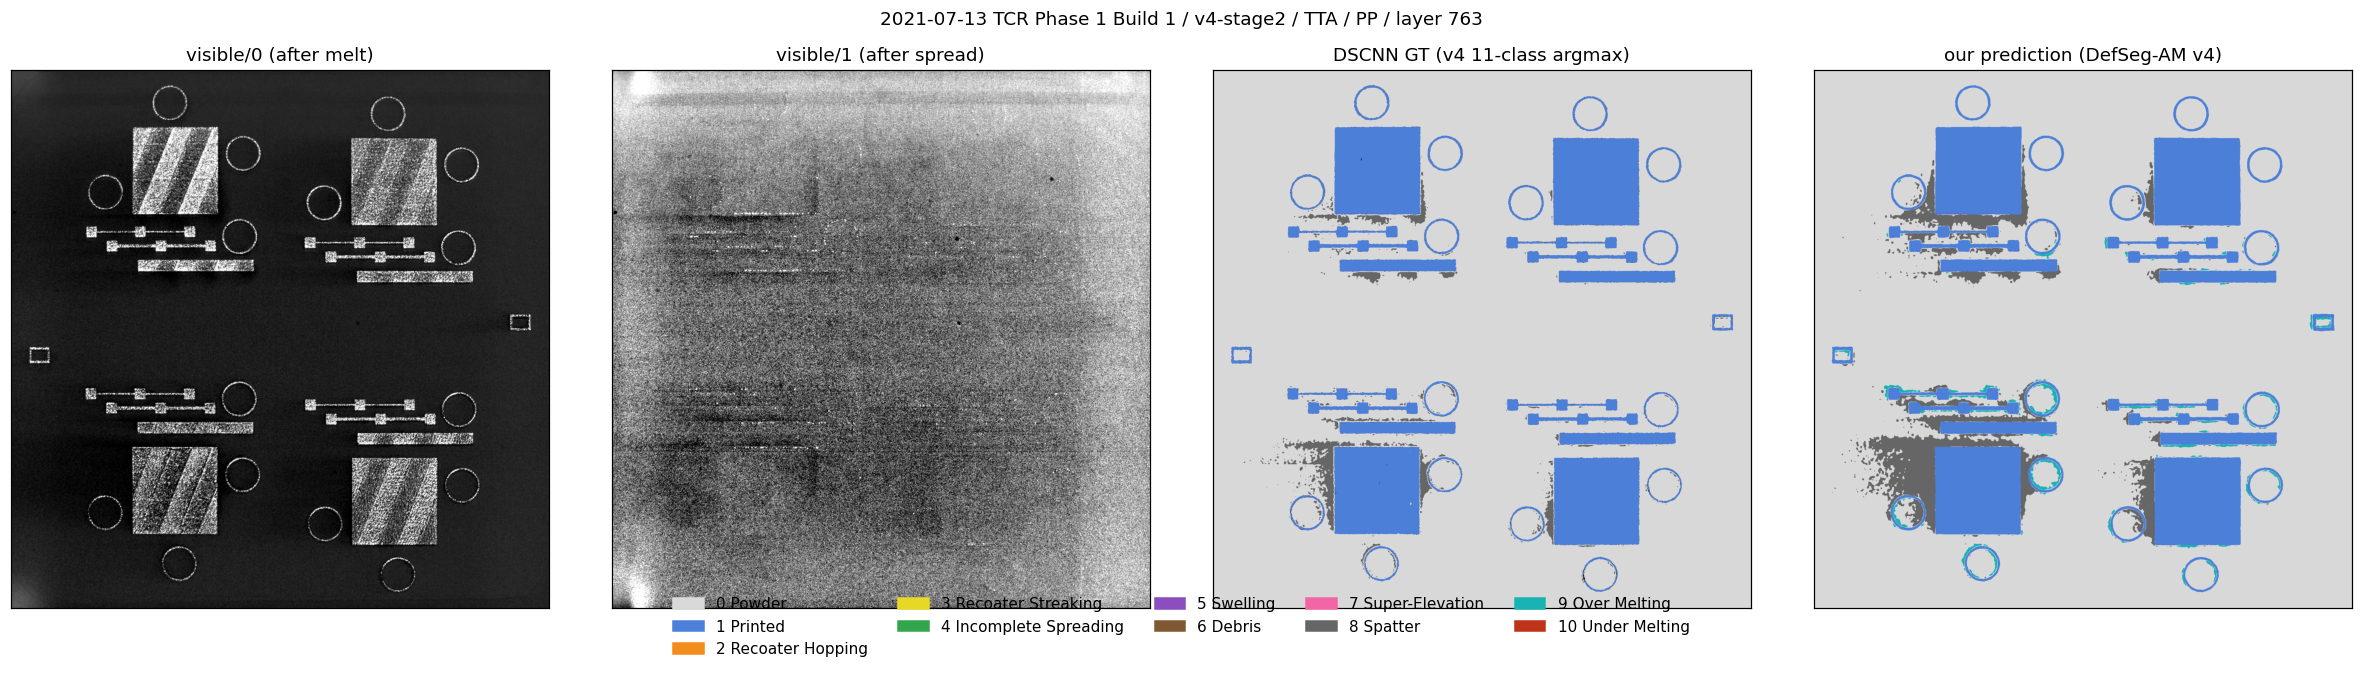 2021-07-13 TCR Phase 1 Build 1 / v4-stage2 / TTA / PP / layer 763
visible/0 (after melt)
visible/1 (after spread)
DSCNN GT (v4 11-class argmax)
our prediction (DefSeg-AM v4)
0 Powder
1 Printed
2 Recoater Hopping
3 Recoater Streaking
4 Incomplete Spreading
5 Swelling
6 Debris
7 Super-Elevation
8 Spatter
9 Over Melting
10 Under Melting